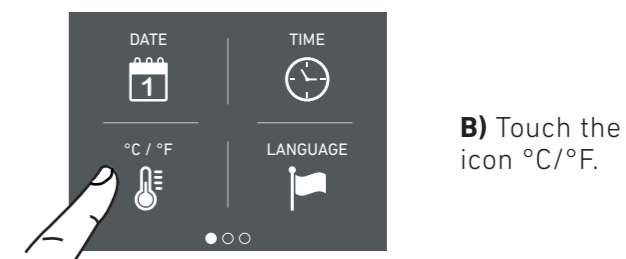 DATE
TIME
1
°C / °F
LANGUAGE
B) Touch the
icon °C/°F.